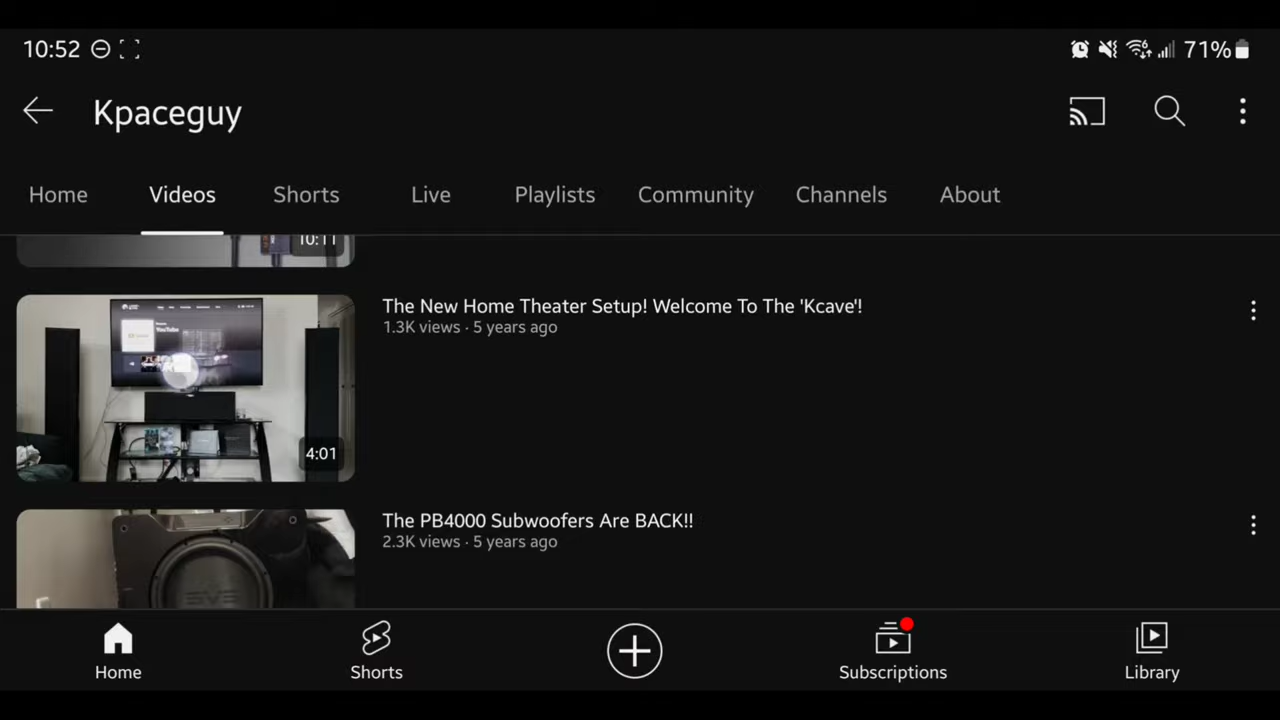 10:52
71%
Kpaceguy
Home Videos Shorts Live Playlists Community Channels About
10:11
The New Home Theater Setup! Welcome To The 'Kcave'!
1.3K views · 5 years ago
YouTube
4:01
The PB4000 Subwoofers Are BACK!!
2.3K views · 5 years ago
SVS
Home Shorts Subscriptions Library